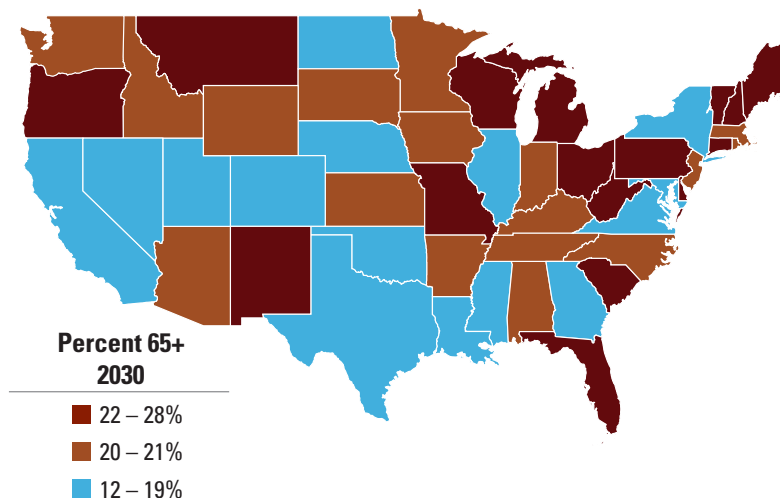 Percent 65+
2030
22 – 28%
20 – 21%
12 – 19%